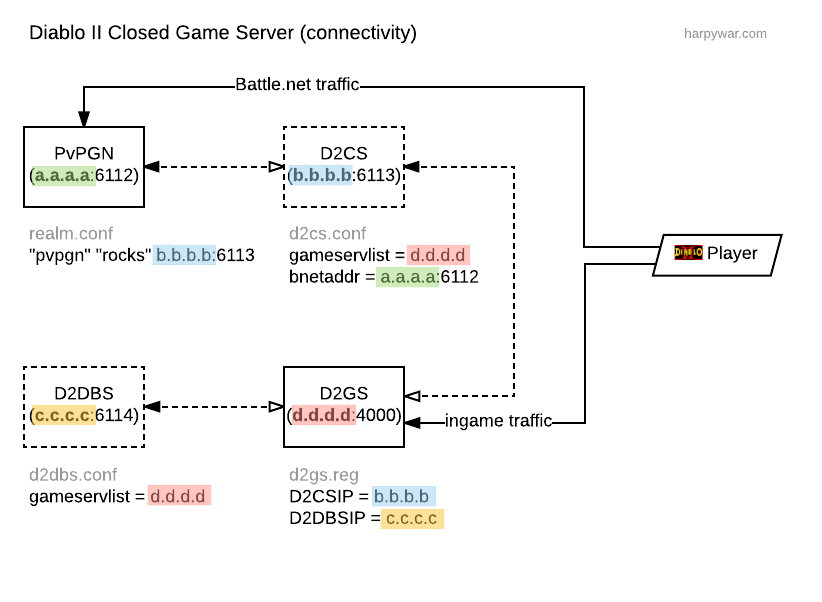 Diablo II Closed Game Server (connectivity)
harpywar.com
Battle.net traffic
PvPGN
(a.a.a.a:6112)
D2CS
(b.b.b.b:6113)
realm.conf
"pvpgn" "rocks" b.b.b.b:6113
d2cs.conf
gameservlist = d.d.d.d
bnetaddr = a.a.a.a:6112
DIABLO
Player
D2DBS
(c.c.c.c:6114)
D2GS
(d.d.d.d:4000)
ingame traffic
d2dbs.conf
gameservlist = d.d.d.d
d2gs.reg
D2CSIP = b.b.b.b
D2DBSIP = c.c.c.c